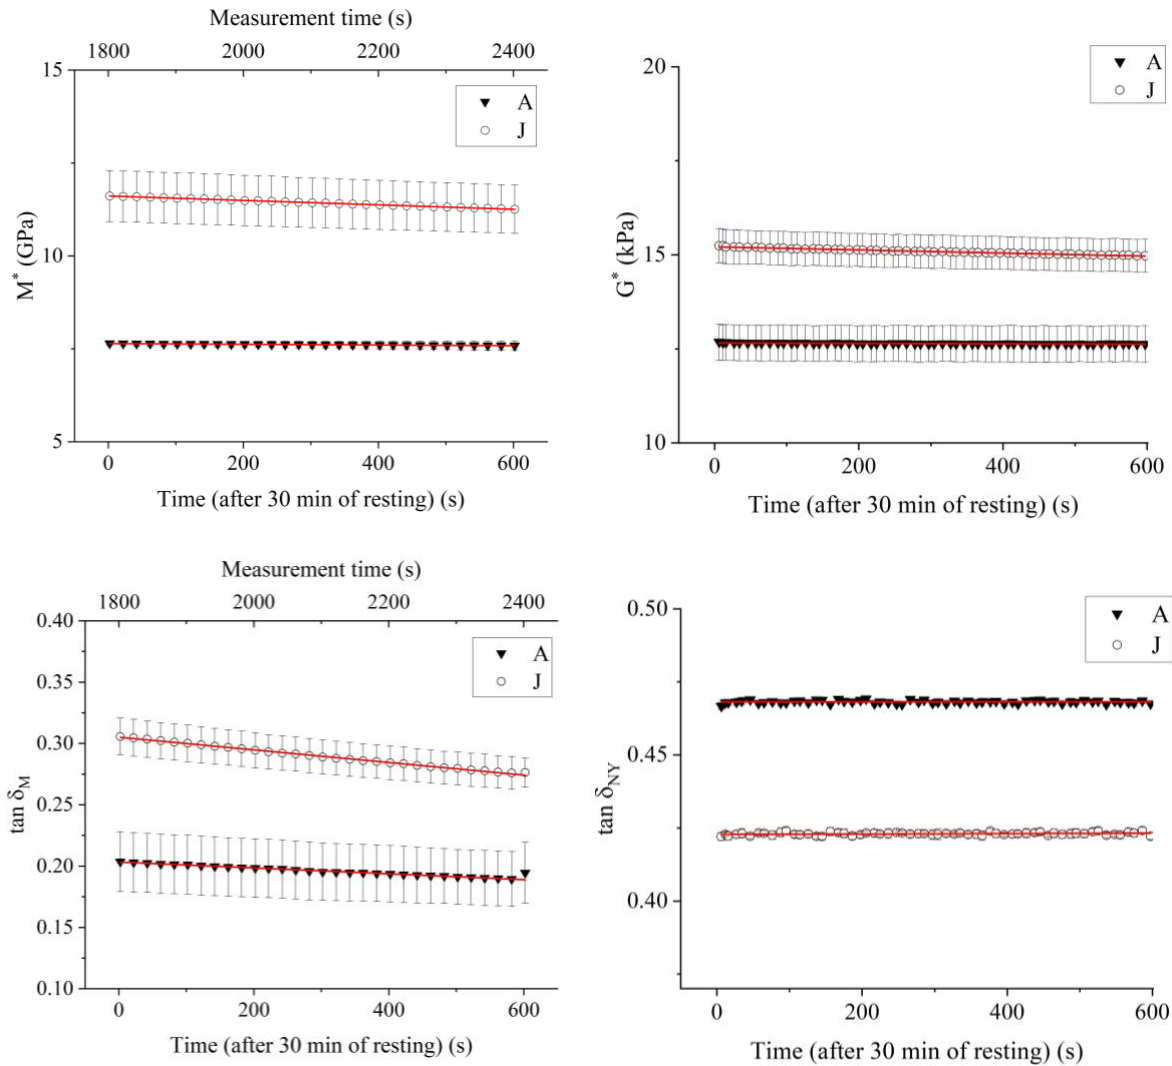 Measurement time (s)
1800 2000 2200 2400
15
10
5
M* (GPa)
A
J
0 200 400 600
Time (after 30 min of resting) (s)
20
15
10
G* (kPa)
A
J
0 200 400 600
Time (after 30 min of resting) (s)
Measurement time (s)
1800 2000 2200 2400
0.40
0.35
0.30
0.25
0.20
0.15
0.10
tan δM
A
J
0 200 400 600
Time (after 30 min of resting) (s)
0.50
0.45
0.40
tan δNY
A
J
0 200 400 600
Time (after 30 min of resting) (s)